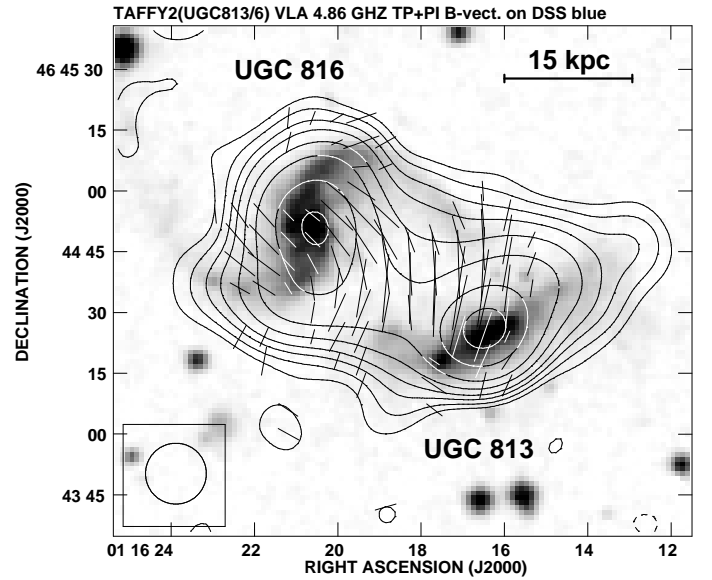 TAFFY2(UGC813/6) VLA 4.86 GHZ TP+PI B-vect. on DSS blue
UGC 816
15 kpc
46 45 30
15
00
44 45
30
15
00
43 45
DECLINATION (J2000)
UGC 813
01 16 24
22
20
18
16
14
12
RIGHT ASCENSION (J2000)